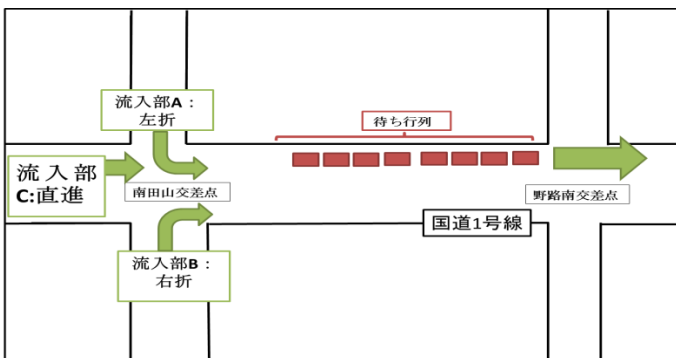 流入部A：
左折
待ち行列
流入部
C:直進
南田山交差点
野路南交差点
国道1号線
流入部B：
右折